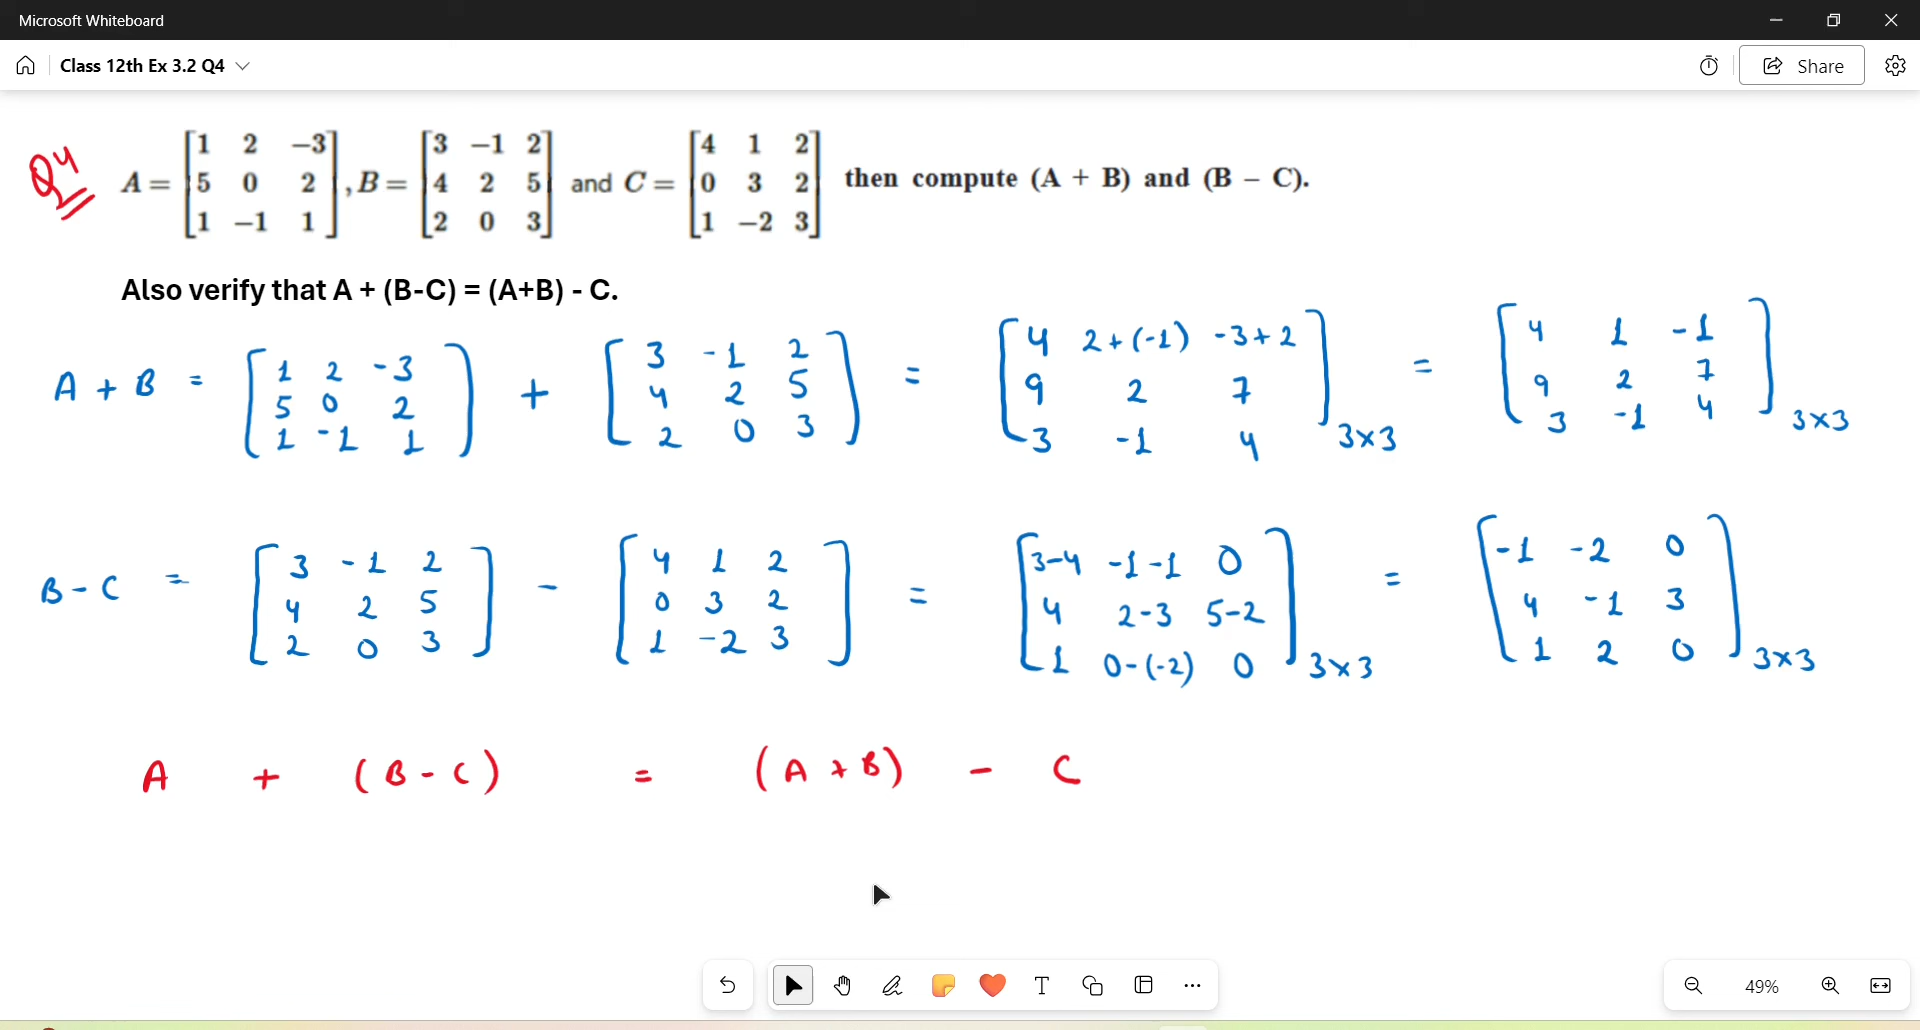 Microsoft Whiteboard
Class 12th Ex 3.2 Q4
Share
Q4 A = [1 2 −3 , B = [3 −1 2 and C = [4 1 2 then compute (A + B) and (B − C).
5 0 2 4 2 5 0 3 2
1 −1 1] 2 0 3] 1 −2 3]
Also verify that A + (B-C) = (A+B) - C.
A + B = [1 2 -3 + [3 -1 2 = [4 2+(-1) -3+2 = [4 1 -1
5 0 2 4 2 5 9 2 7 9 2 7
1 -1 1] 2 0 3] 3 -1 4] 3×3 3 -1 4] 3×3
B - C = [3 -1 2 - [4 1 2 = [3-4 -1-1 0 = [-1 -2 0
4 2 5 0 3 2 4 2-3 5-2 4 -1 3
2 0 3] 1 -2 3] 1 0-(-2) 0] 3×3 1 2 0] 3×3
A + (B - C) = (A + B) - C
49%